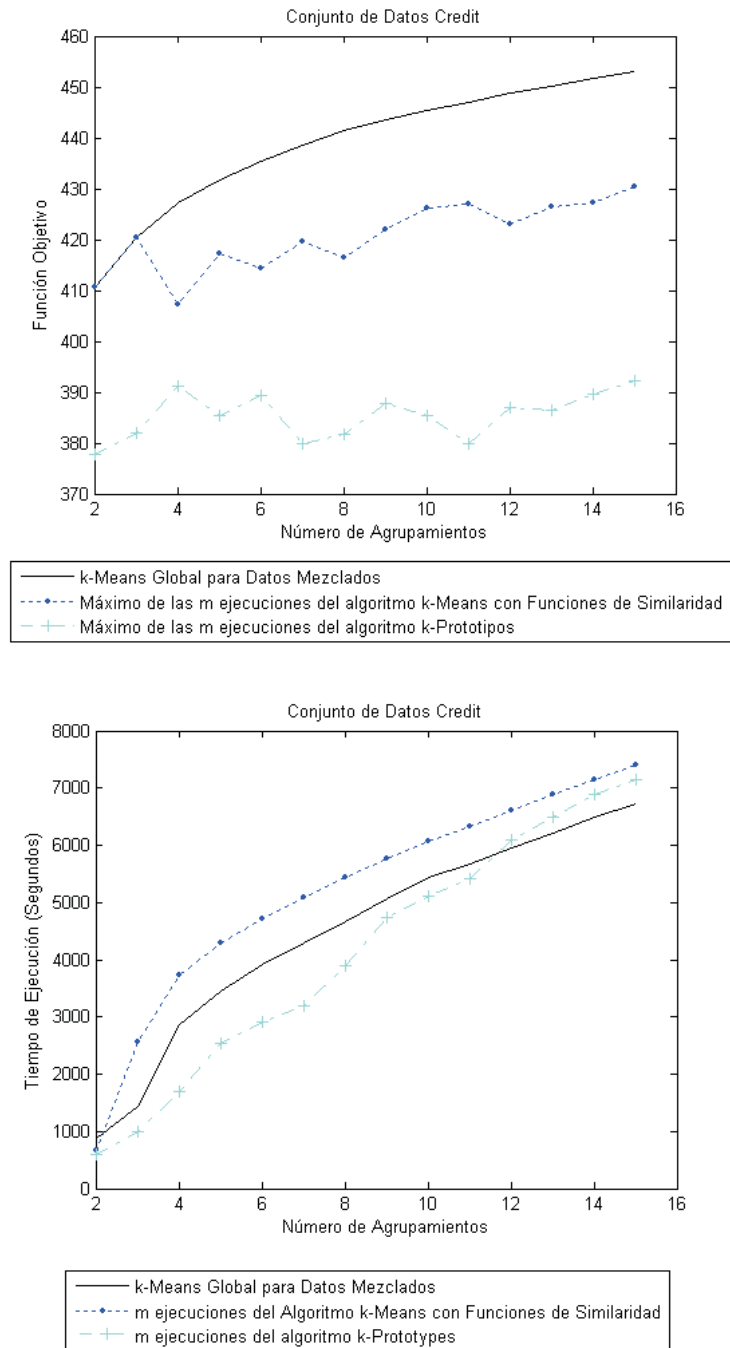 Conjunto de Datos Credit
460
450
440
430
420
410
400
390
380
370
Función Objetivo
2 4 6 8 10 12 14 16
Número de Agrupamientos
k-Means Global para Datos Mezclados
Máximo de las m ejecuciones del algoritmo k-Means con Funciones de Similaridad
Máximo de las m ejecuciones del algoritmo k-Prototipos
Conjunto de Datos Credit
8000
7000
6000
5000
4000
3000
2000
1000
0
Tiempo de Ejecución (Segundos)
2 4 6 8 10 12 14 16
Número de Agrupamientos
k-Means Global para Datos Mezclados
m ejecuciones del Algoritmo k-Means con Funciones de Similaridad
m ejecuciones del algoritmo k-Prototypes